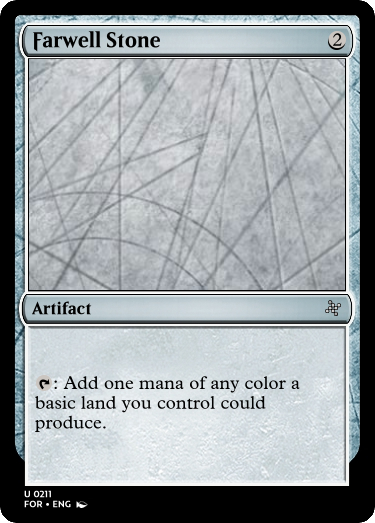 Farwell Stone 2
Artifact
: Add one mana of any color a
basic land you control could
produce.
U 0211
FOR • ENG